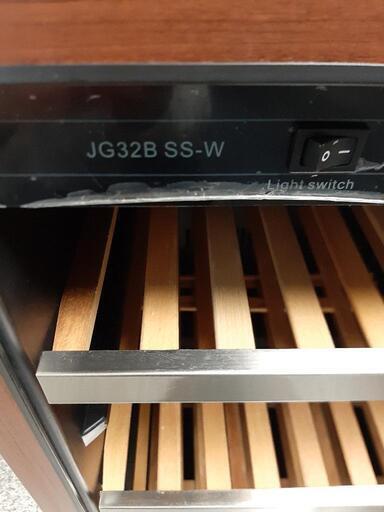 JG32B SS-W
O –
Light switch